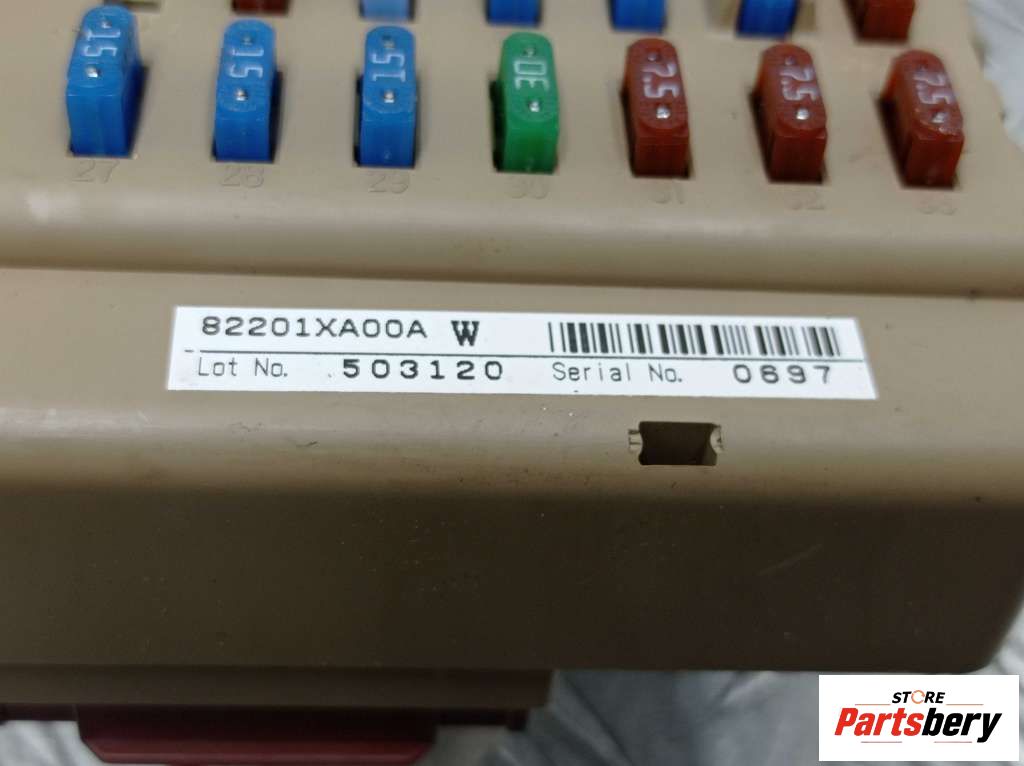 15 15 15 30 7.5 7.5 7.5
27 28 29 30 31 32 33
82201XA00A W
Lot No. 503120 Serial No. 0697
STORE
Partsbery